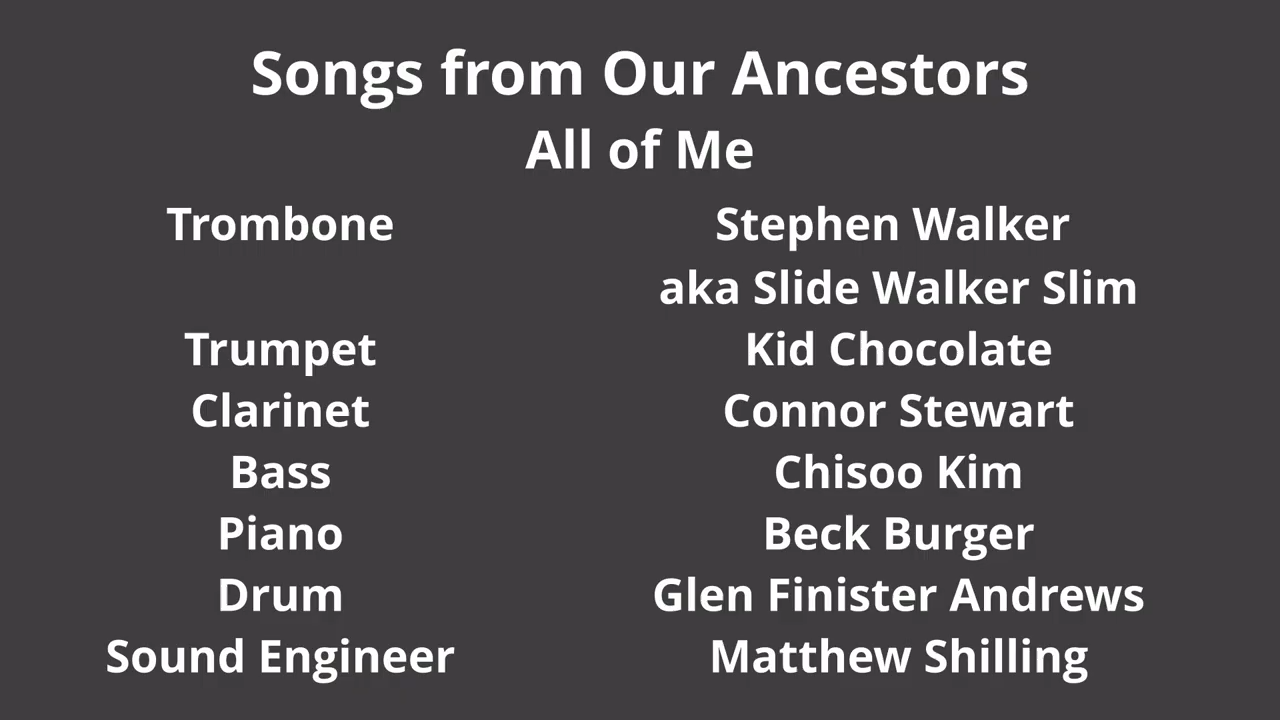 Songs from Our Ancestors
All of Me
Trombone Stephen Walker
aka Slide Walker Slim
Trumpet Kid Chocolate
Clarinet Connor Stewart
Bass Chisoo Kim
Piano Beck Burger
Drum Glen Finister Andrews
Sound Engineer Matthew Shilling